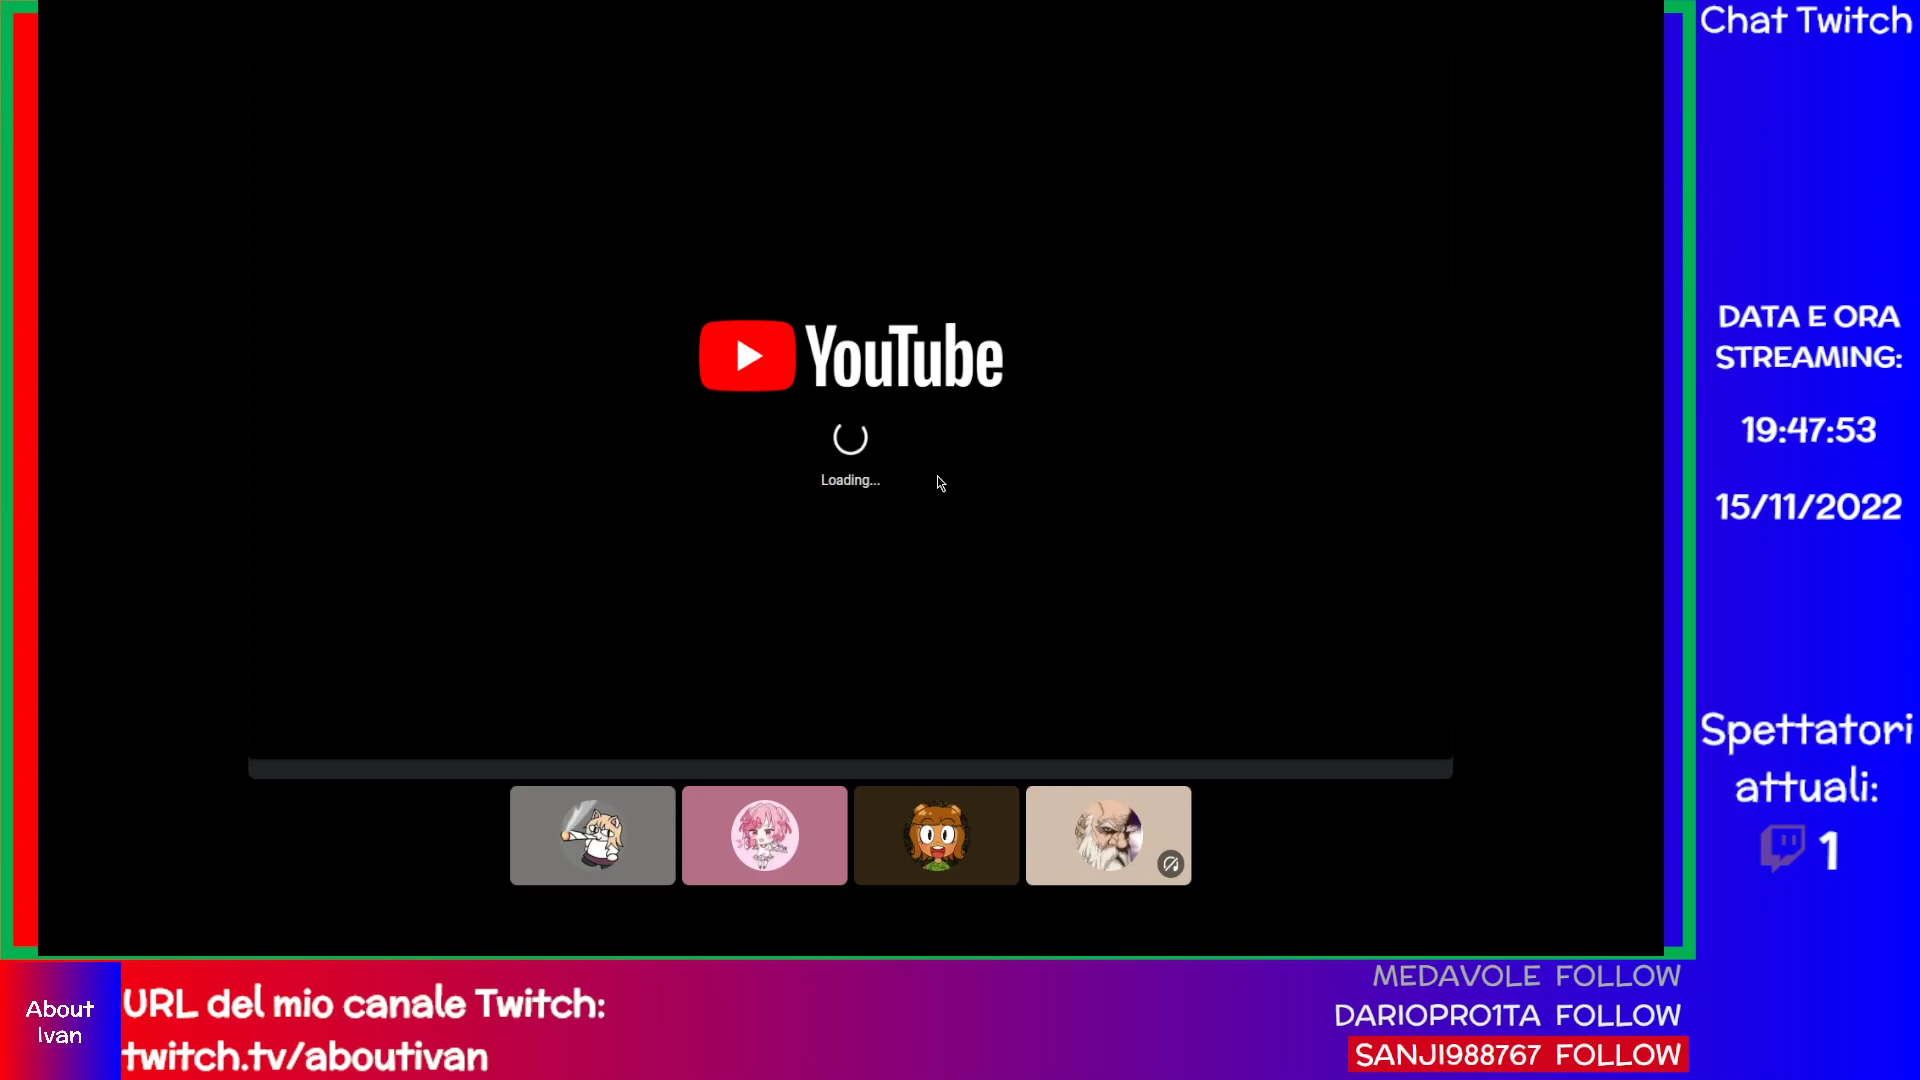 Chat Twitch
YouTube
Loading...
DATA E ORA
STREAMING:
19:47:53
15/11/2022
Spettatori
attuali:
1
About
Ivan
URL del mio canale Twitch:
twitch.tv/aboutivan
MEDAVOLE FOLLOW
DARIOPRO1TA FOLLOW
SANJI988767 FOLLOW